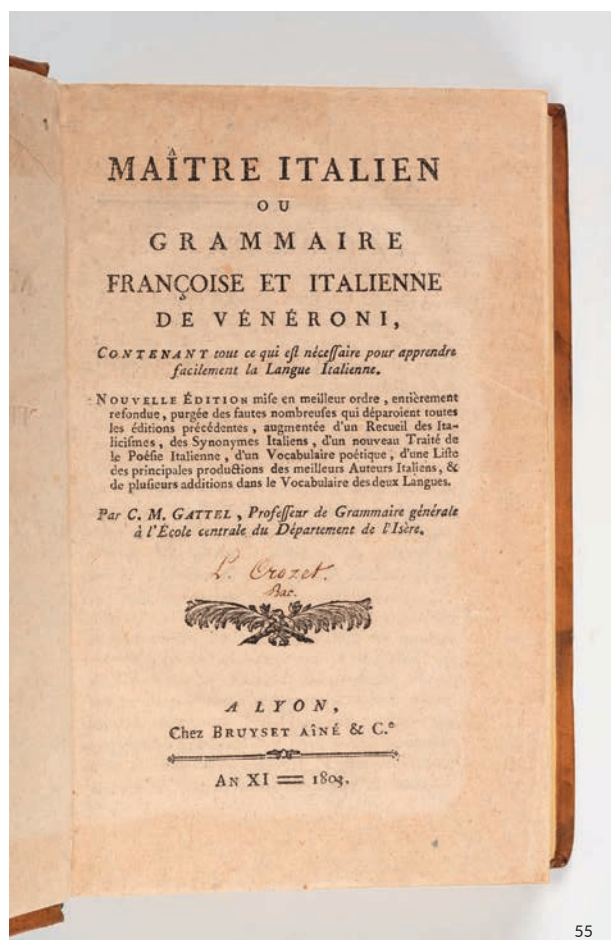 MAÎTRE ITALIEN
OU
GRAMMAIRE
FRANÇOISE ET ITALIENNE
DE VÉNÉRONI,
CONTENANT tout ce qui eſt néceſſaire pour apprendre
facilement la Langue Italienne.
NOUVELLE ÉDITION miſe en meilleur ordre, entièrement
refondue, purgée des fautes nombreuſes qui déparoient toutes
les éditions précédentes, augmentée d'un Recueil des Ita-
liciſmes, des Synonymes Italiens, d'un nouveau Traité de
le Poéſie Italienne, d'un Vocabulaire poétique, d'une Liſte
des principales productions des meilleurs Auteurs Italiens, &
de pluſieurs additions dans le Vocabulaire des deux Langues.
Par C. M. GATTEL, Profeſſeur de Grammaire générale
à l'École centrale du Département de l'Isère.
L. Crozet.
Bac.
A LYON,
Chez BRUYSET AÎNÉ & C.e
AN XI = 1803.
55